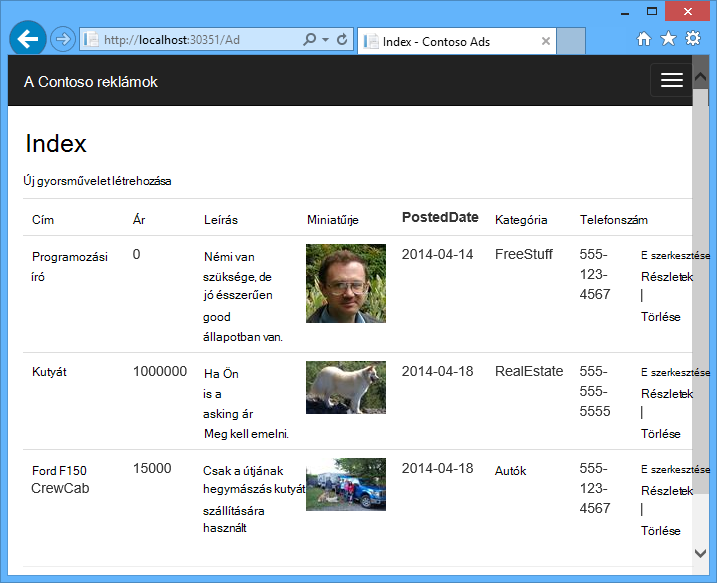 http://localhost:30351/Ad
Index - Contoso Ads
A Contoso reklámok
Index
Új gyorsművelet létrehozása
Cím Ár Leírás Miniatűrje PostedDate Kategória Telefonszám
Programozási 0 Némi van 2014-04-14 FreeStuff 555- E szerkesztése
író szüksége, de 123- Részletek
jó ésszerűen 4567 |
good Törlése
állapotban van.
Kutyát 1000000 Ha Ön 2014-04-18 RealEstate 555- E szerkesztése
is a 555- Részletek
asking ár 5555 |
Meg kell emelni. Törlése
Ford F150 15000 Csak a útjának 2014-04-18 Autók 555- E szerkesztése
CrewCab hegymászás kutyát 123- Részletek
szállítására 4567 |
használt Törlése